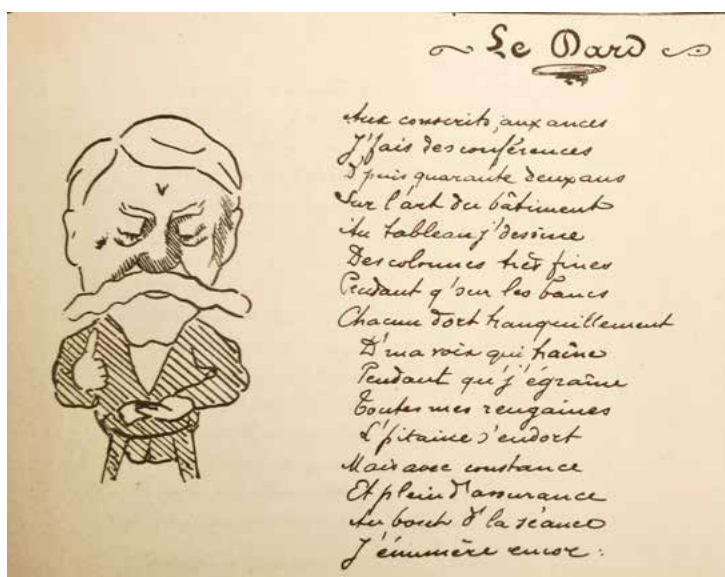 Le Dard
Aux conscrits, aux ances
J'fais des conférences
D'puis quarante deux ans
Sur l'art du bâtiment
Au tableau j'dessine
Des colonnes très fines
Pendant q'sur les bancs
Chacun dort tranquillement
D'ma voix qui traîne
Pendant qu'j'égraîne
Toutes mes rengaines
L'pitaine s'endort
Mais avec constance
Et plein d'assurance
Au bout d'la séance
J'énumère encor :